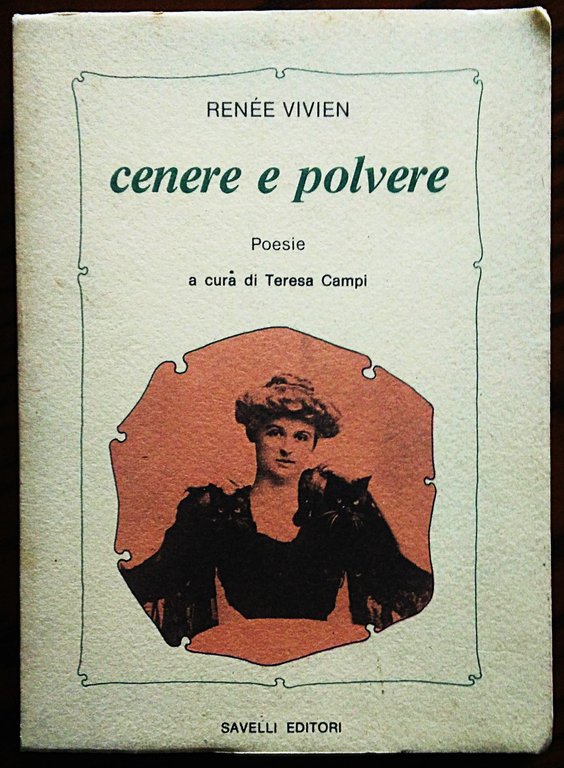 RENÉE VIVIEN
cenere e polvere
Poesie
a cura di Teresa Campi
SAVELLI EDITORI